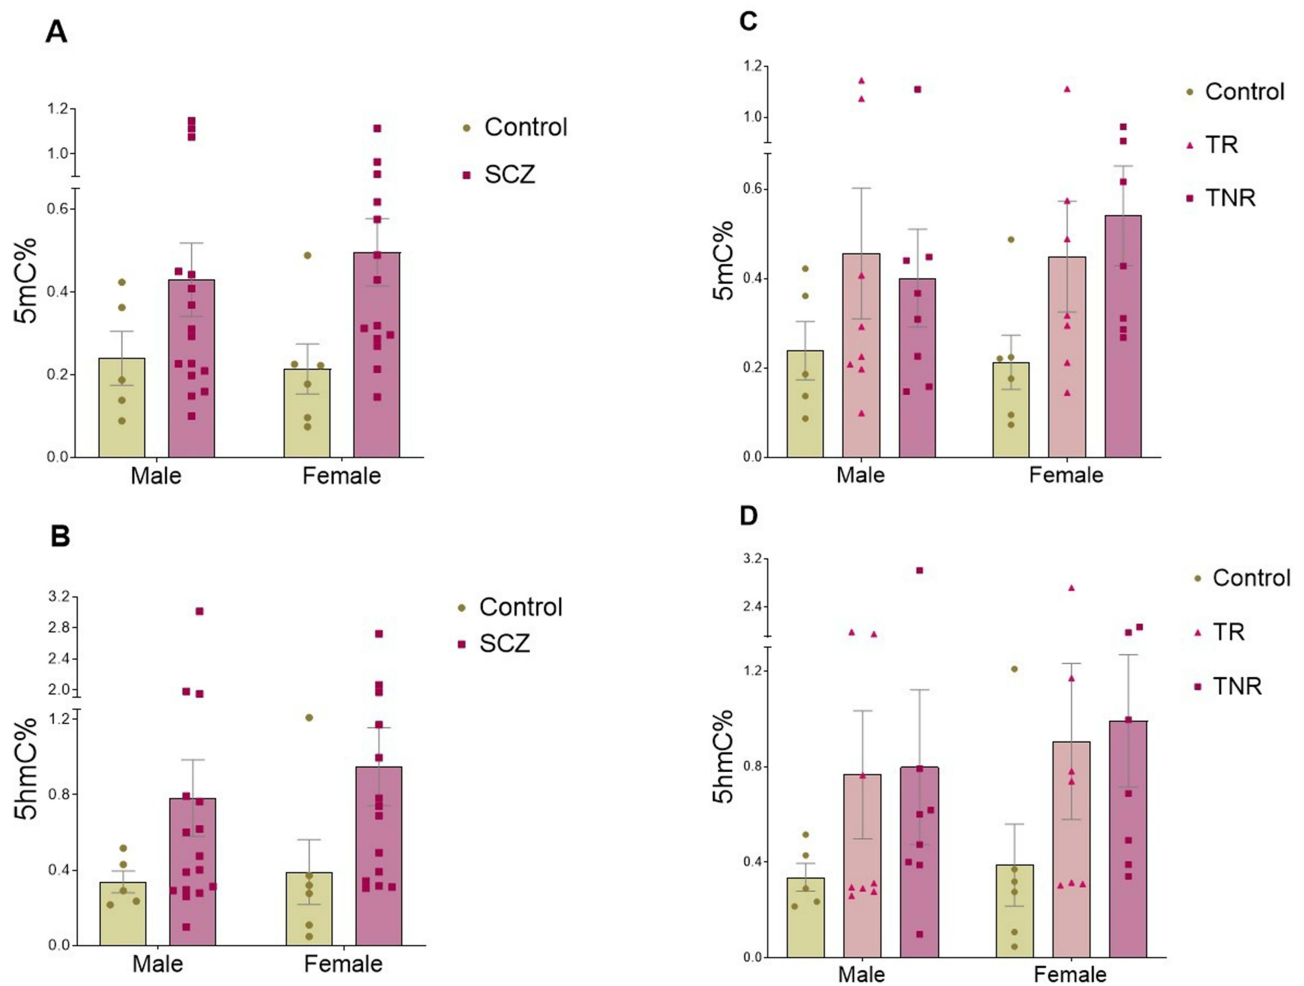 A
1.2
1.0
0.6
0.4
0.2
0.0
5mC%
Male
Female
Control
SCZ
C
1.2
1.0
0.6
0.4
0.2
0.0
5mC%
Male
Female
Control
TR
TNR
B
3.2
2.8
2.4
2.0
1.2
0.8
0.4
0.0
5hmC%
Male
Female
Control
SCZ
D
3.2
2.4
1.2
0.8
0.4
0.0
5hmC%
Male
Female
Control
TR
TNR